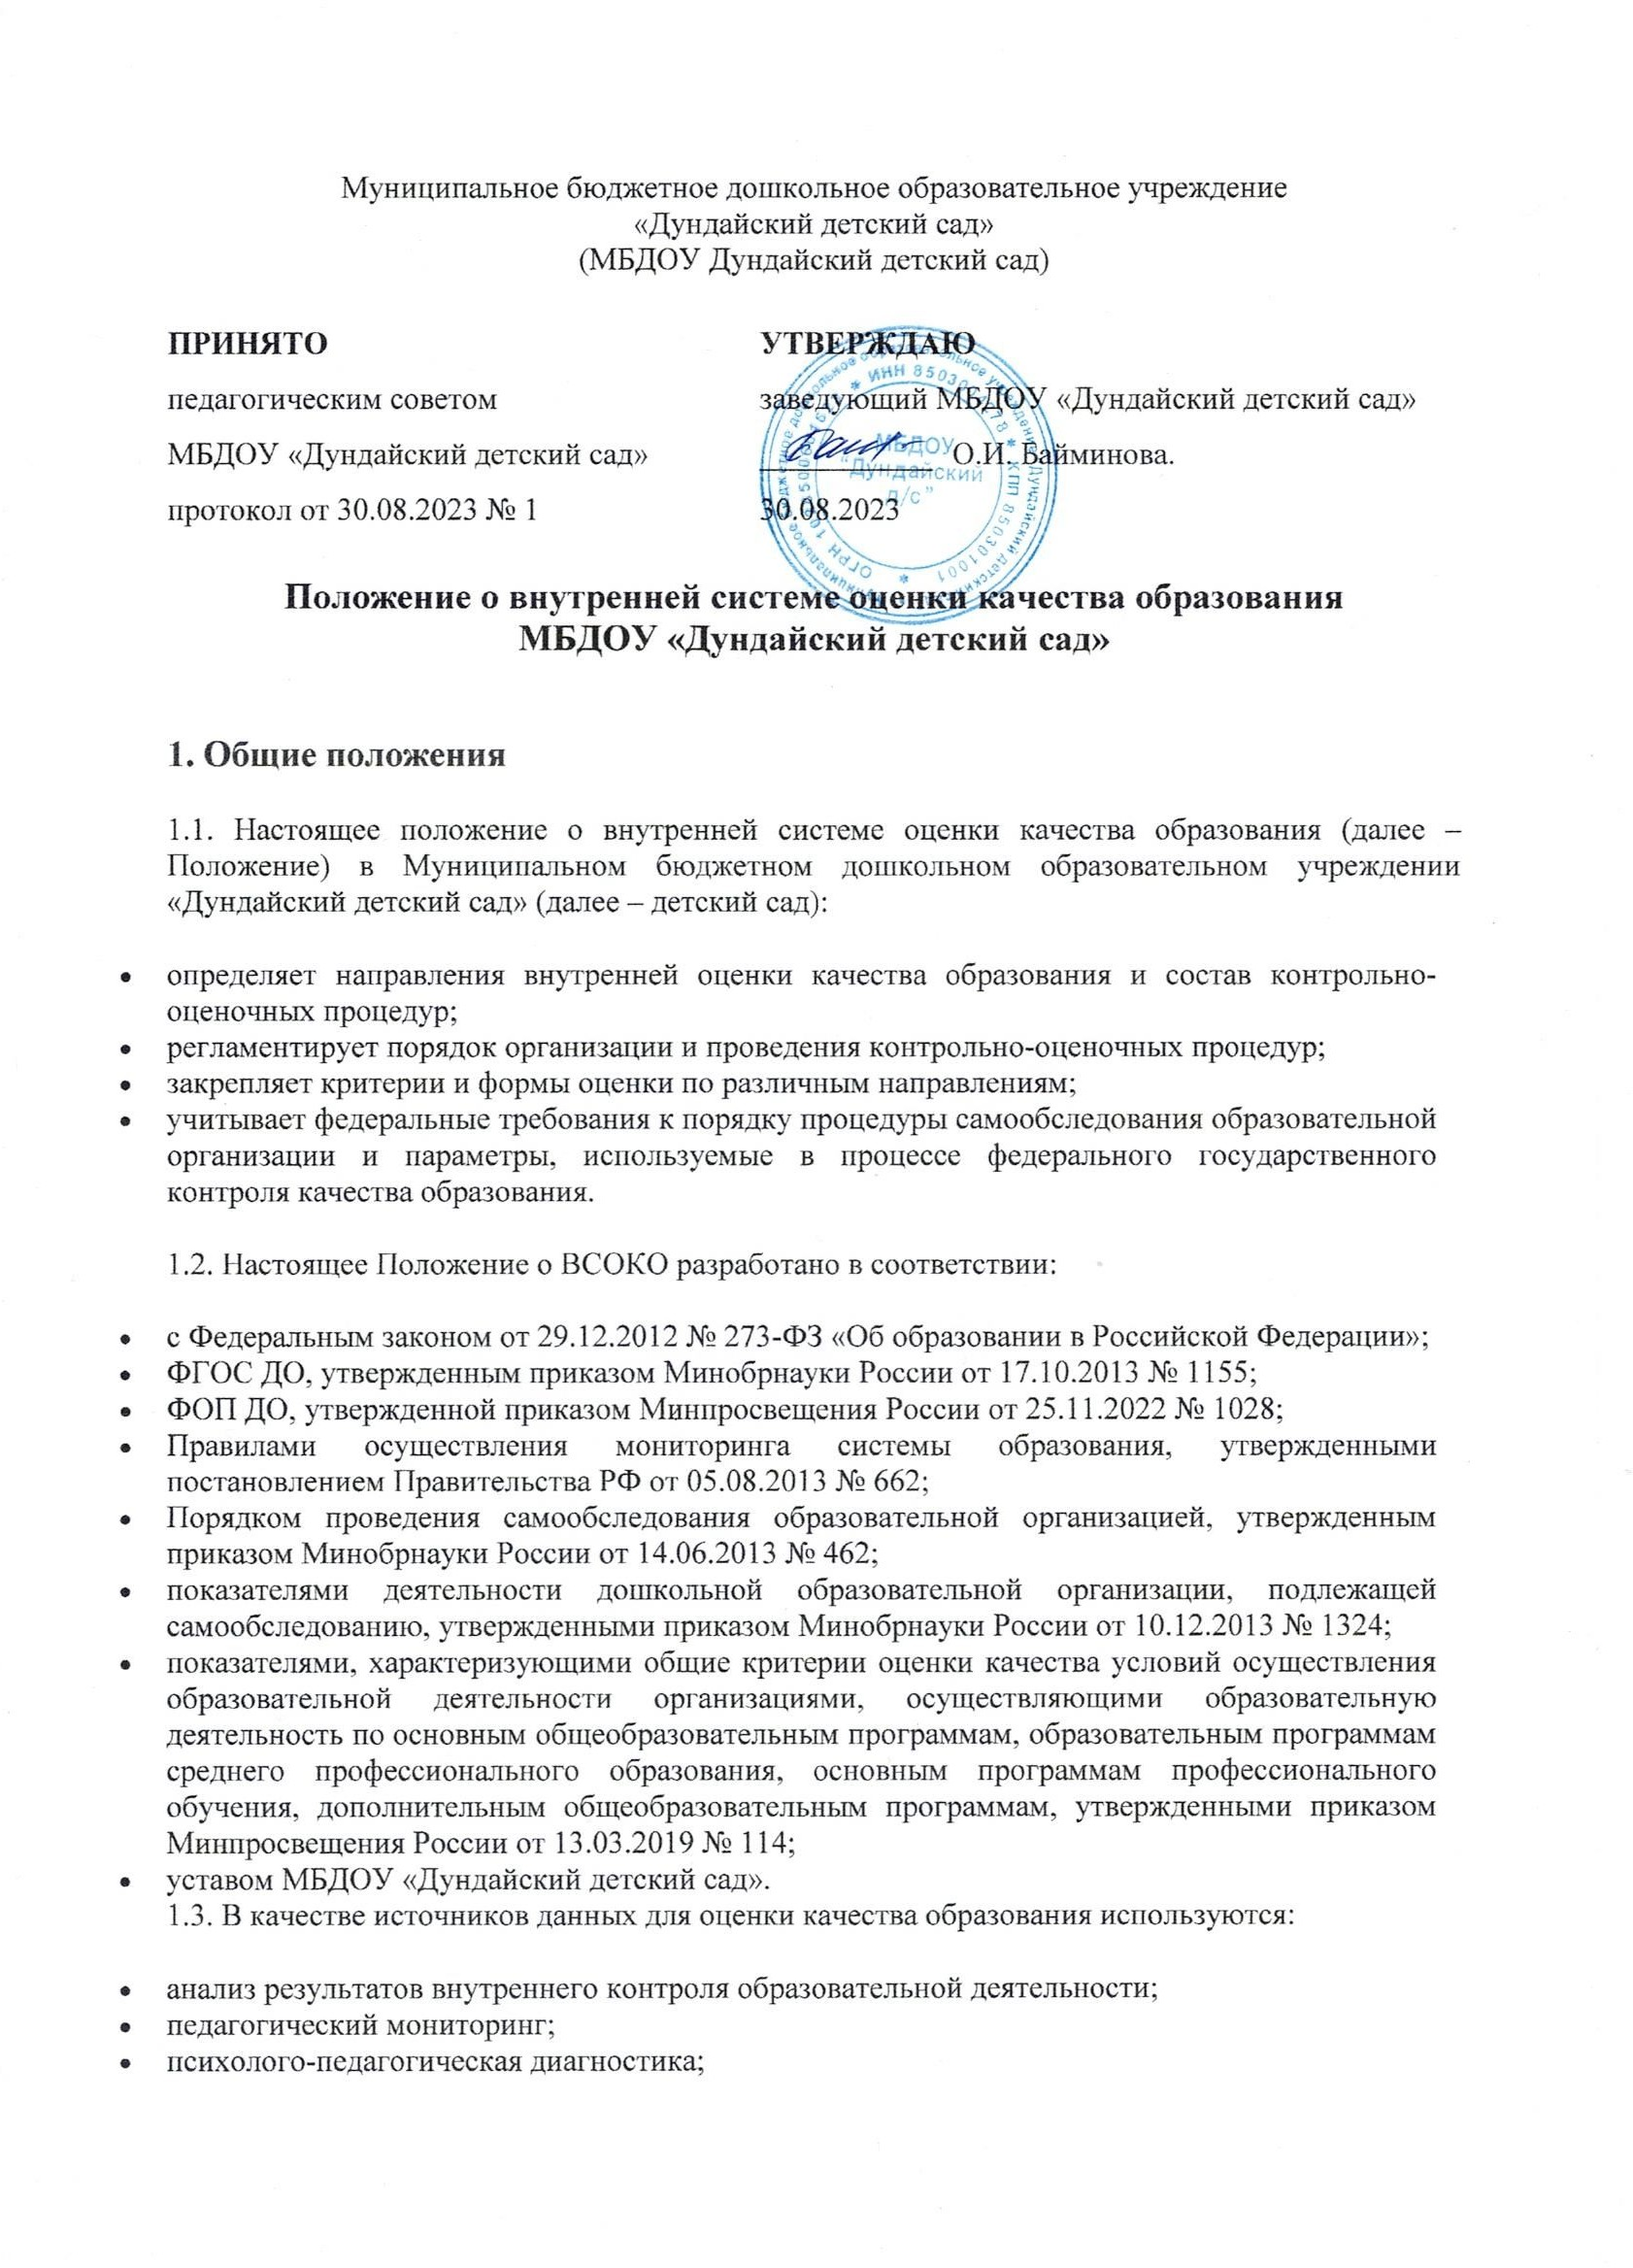 Муниципальное бюджетное дошкольное образовательное учреждение
«Дундайский детский сад»
(МБДОУ Дундайский детский сад)
ПРИНЯТО
педагогическим советом
МБДОУ «Дундайский детский сад»
протокол от 30.08.2023 № 1
УТВЕРЖДАЮ
заведующий МБДОУ «Дундайский детский сад»
О.И. Байминова.
30.08.2023
МБДОУ
"Дундайский
д/с"
КПП 850301001
Положение о внутренней системе оценки качества образования
МБДОУ «Дундайский детский сад»
1. Общие положения
1.1. Настоящее положение о внутренней системе оценки качества образования (далее –
Положение) в Муниципальном бюджетном дошкольном образовательном учреждении
«Дундайский детский сад» (далее – детский сад):
• определяет направления внутренней оценки качества образования и состав контрольно-
оценочных процедур;
• регламентирует порядок организации и проведения контрольно-оценочных процедур;
• закрепляет критерии и формы оценки по различным направлениям;
• учитывает федеральные требования к порядку процедуры самообследования образовательной
организации и параметры, используемые в процессе федерального государственного
контроля качества образования.
1.2. Настоящее Положение о ВСОКО разработано в соответствии:
• с Федеральным законом от 29.12.2012 № 273-ФЗ «Об образовании в Российской Федерации»;
• ФГОС ДО, утвержденным приказом Минобрнауки России от 17.10.2013 № 1155;
• ФОП ДО, утвержденной приказом Минпросвещения России от 25.11.2022 № 1028;
• Правилами осуществления мониторинга системы образования, утвержденными
постановлением Правительства РФ от 05.08.2013 № 662;
• Порядком проведения самообследования образовательной организацией, утвержденным
приказом Минобрнауки России от 14.06.2013 № 462;
• показателями деятельности дошкольной образовательной организации, подлежащей
самообследованию, утвержденными приказом Минобрнауки России от 10.12.2013 № 1324;
• показателями, характеризующими общие критерии оценки качества условий осуществления
образовательной деятельности организациями, осуществляющими образовательную
деятельность по основным общеобразовательным программам, образовательным программам
среднего профессионального образования, основным программам профессионального
обучения, дополнительным общеобразовательным программам, утвержденными приказом
Минпросвещения России от 13.03.2019 № 114;
• уставом МБДОУ «Дундайский детский сад».
1.3. В качестве источников данных для оценки качества образования используются:
• анализ результатов внутреннего контроля образовательной деятельности;
• педагогический мониторинг;
• психолого-педагогическая диагностика;